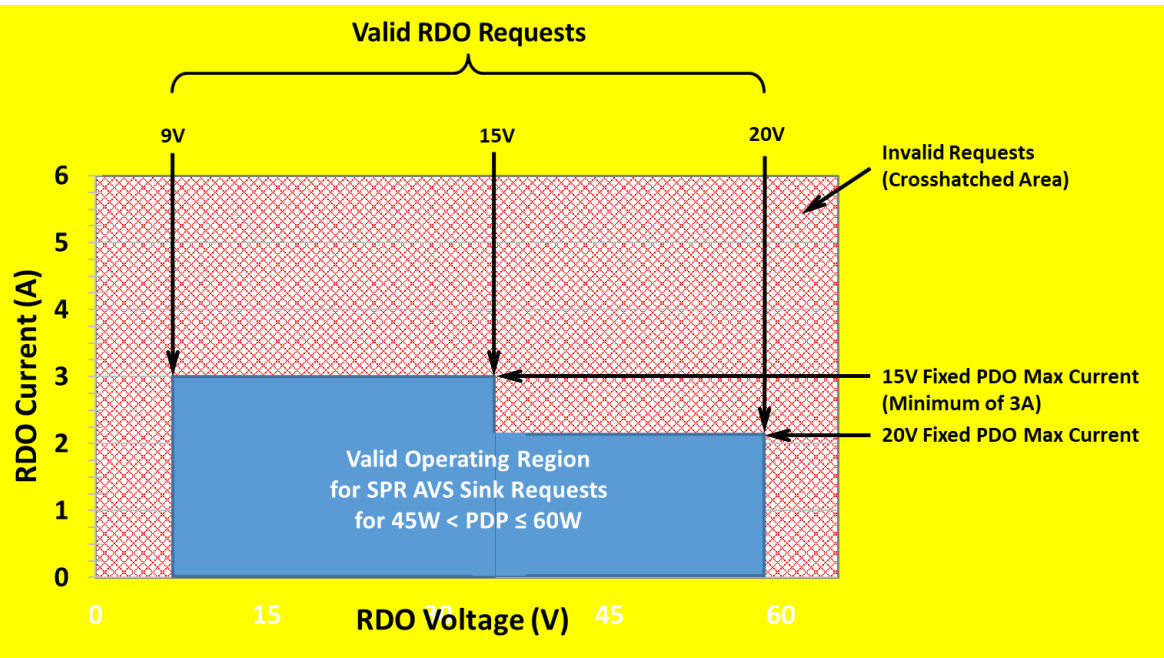 Valid RDO Requests
9V
15V
20V
Invalid Requests
(Crosshatched Area)
6
5
4
3
2
1
0
RDO Current (A)
15V Fixed PDO Max Current
(Minimum of 3A)
20V Fixed PDO Max Current
Valid Operating Region
for SPR AVS Sink Requests
for 45W < PDP ≤ 60W
0
15
30
45
60
RDO Voltage (V)